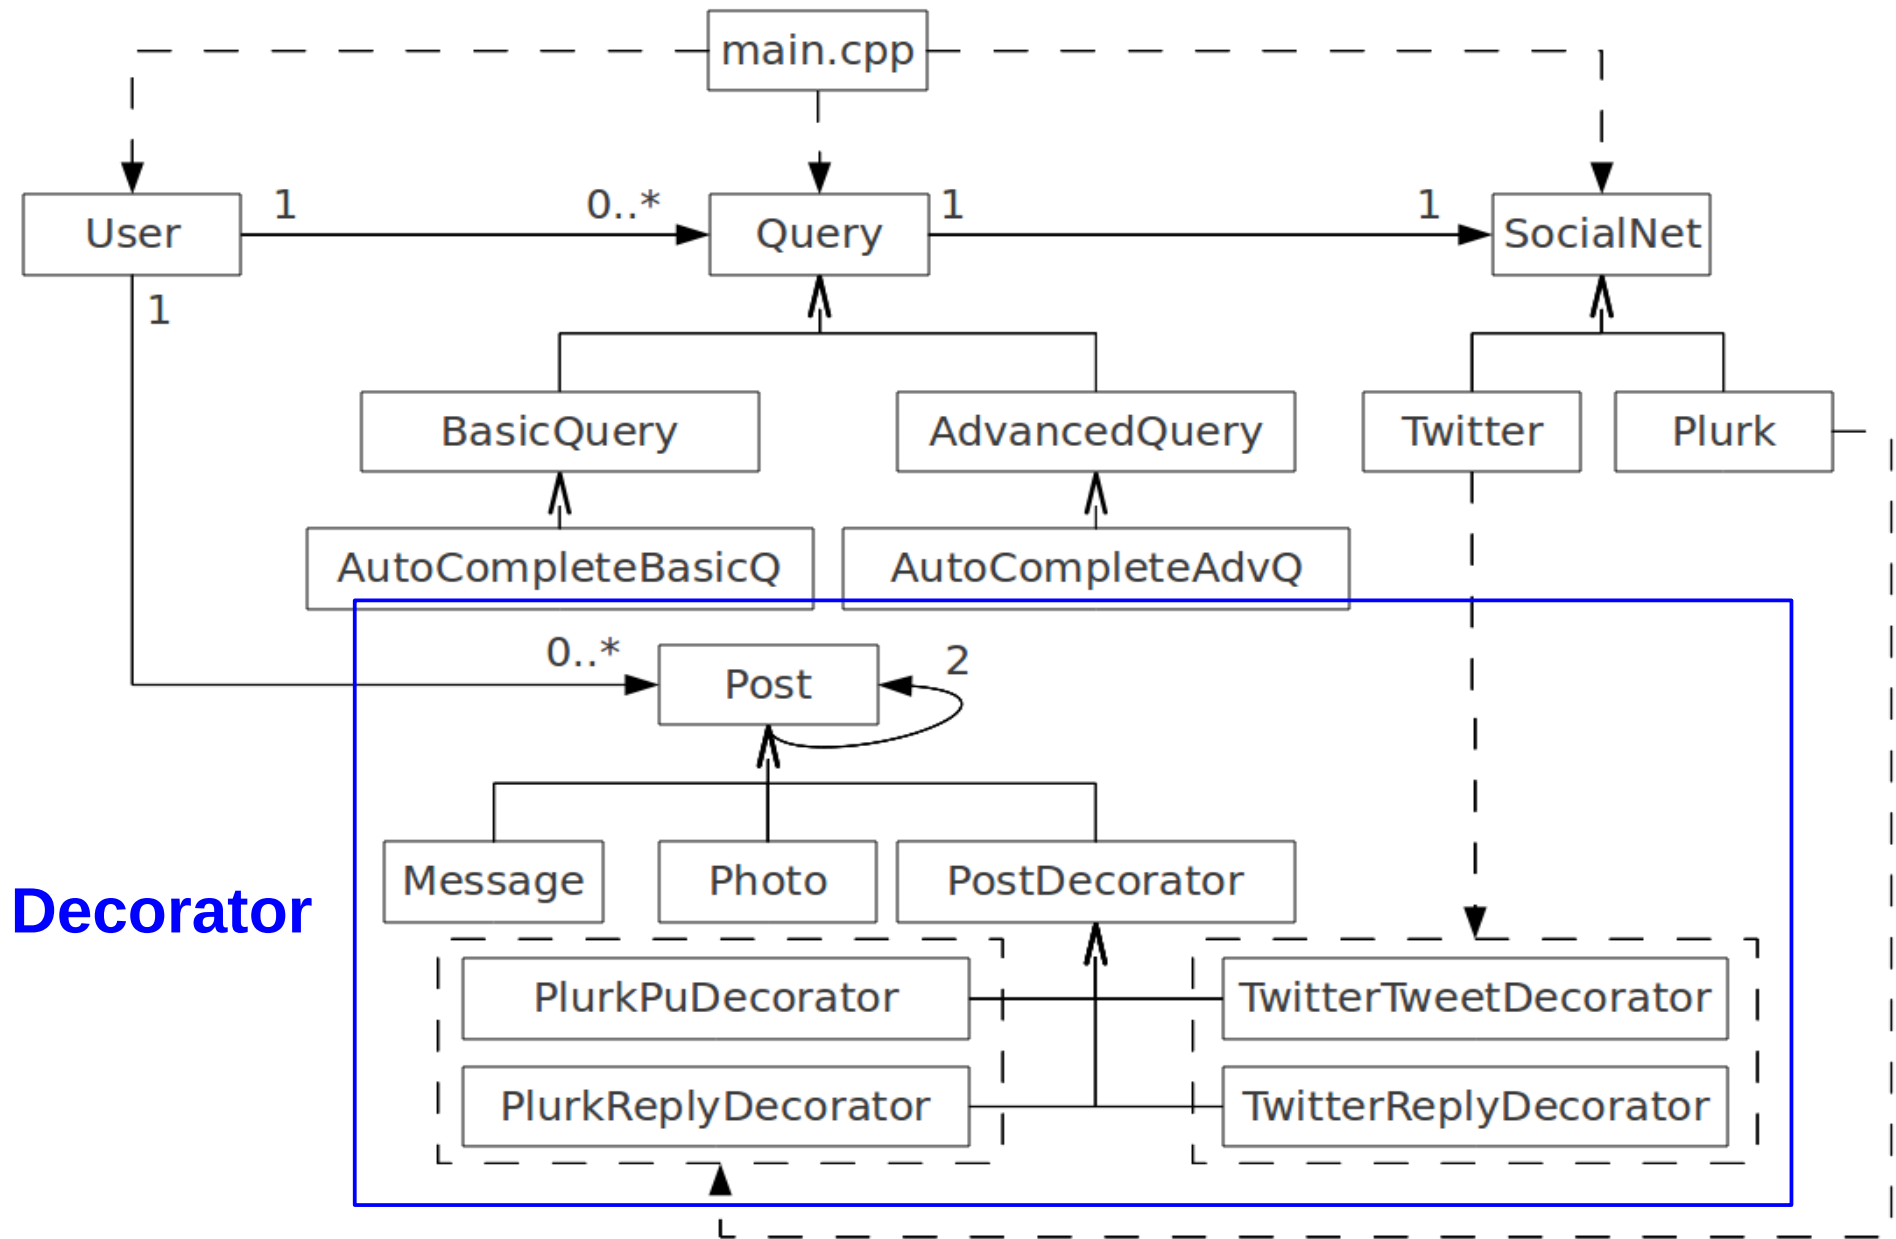 main.cpp
1
0..*
1
1
User
Query
SocialNet
1
BasicQuery
AdvancedQuery
Twitter
Plurk
AutoCompleteBasicQ
AutoCompleteAdvQ
0..*
Post
2
Message
Photo
PostDecorator
Decorator
PlurkPuDecorator
TwitterTweetDecorator
PlurkReplyDecorator
TwitterReplyDecorator